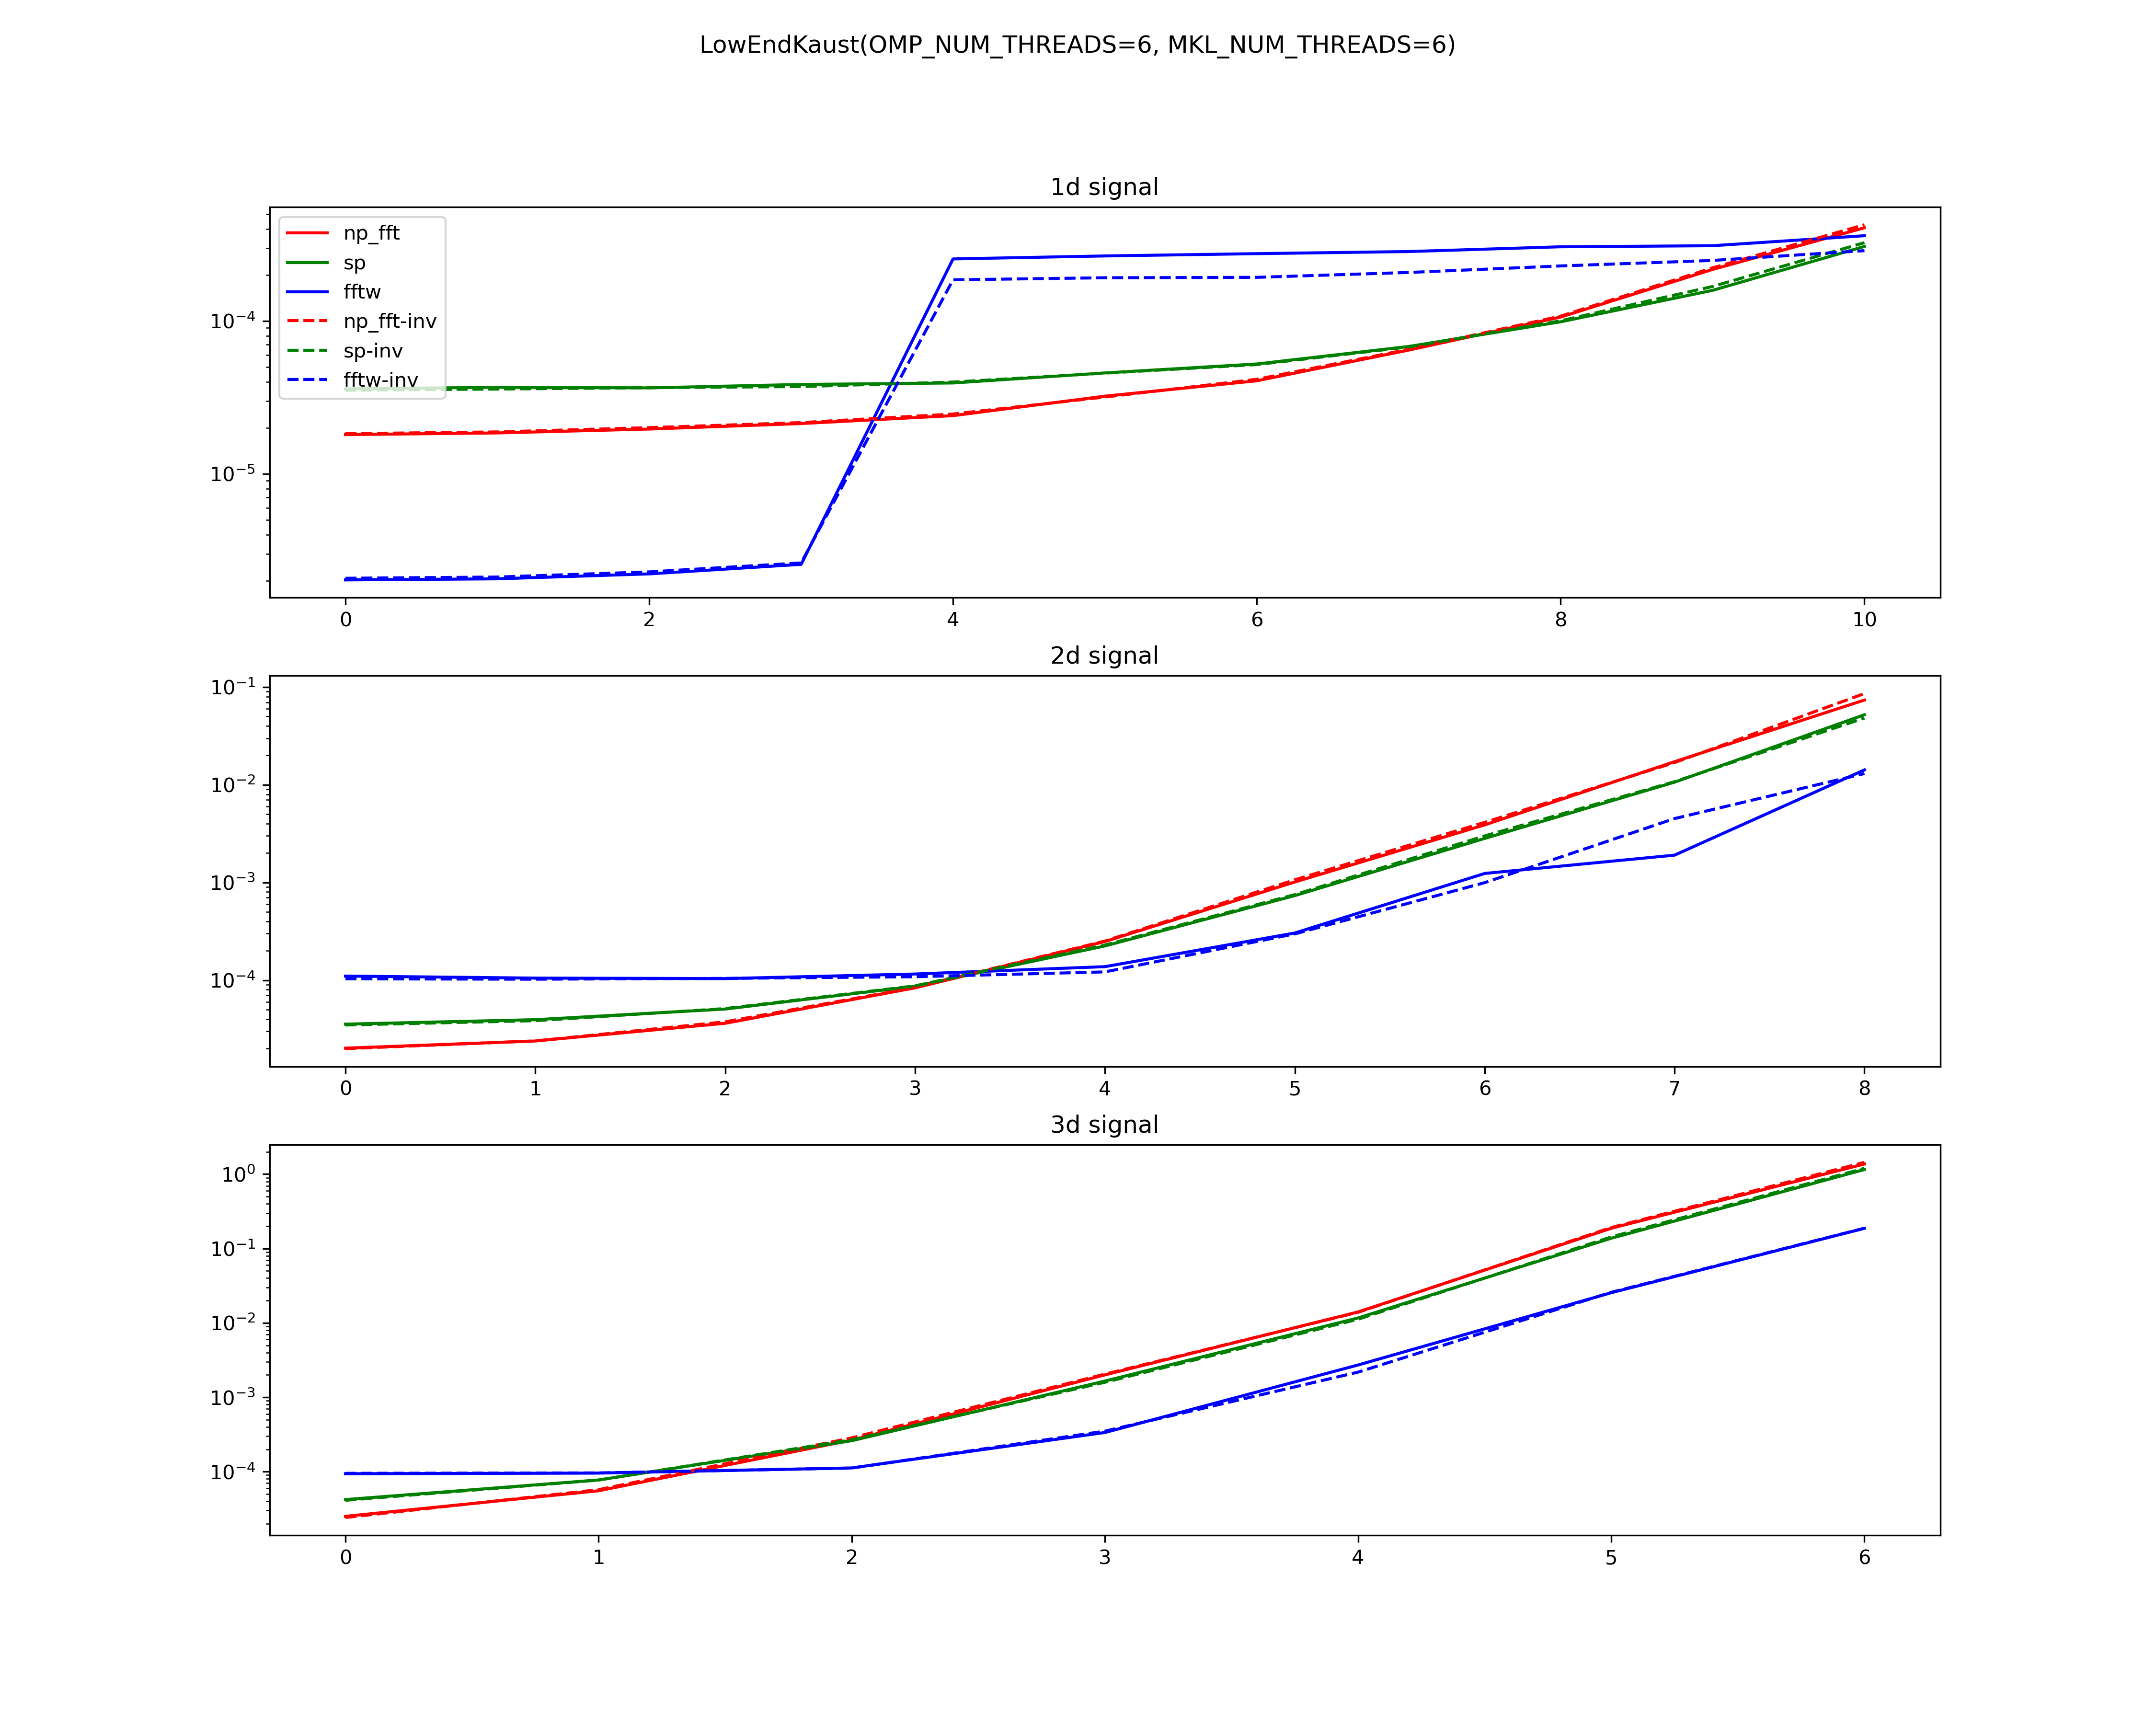 LowEndKaust(OMP_NUM_THREADS=6, MKL_NUM_THREADS=6)
1d signal
np_fft
sp
fftw
np_fft-inv
sp-inv
fftw-inv
10⁻⁴
10⁻⁵
0 2 4 6 8 10
2d signal
10⁻¹
10⁻²
10⁻³
10⁻⁴
0 1 2 3 4 5 6 7 8
3d signal
10⁰
10⁻¹
10⁻²
10⁻³
10⁻⁴
0 1 2 3 4 5 6